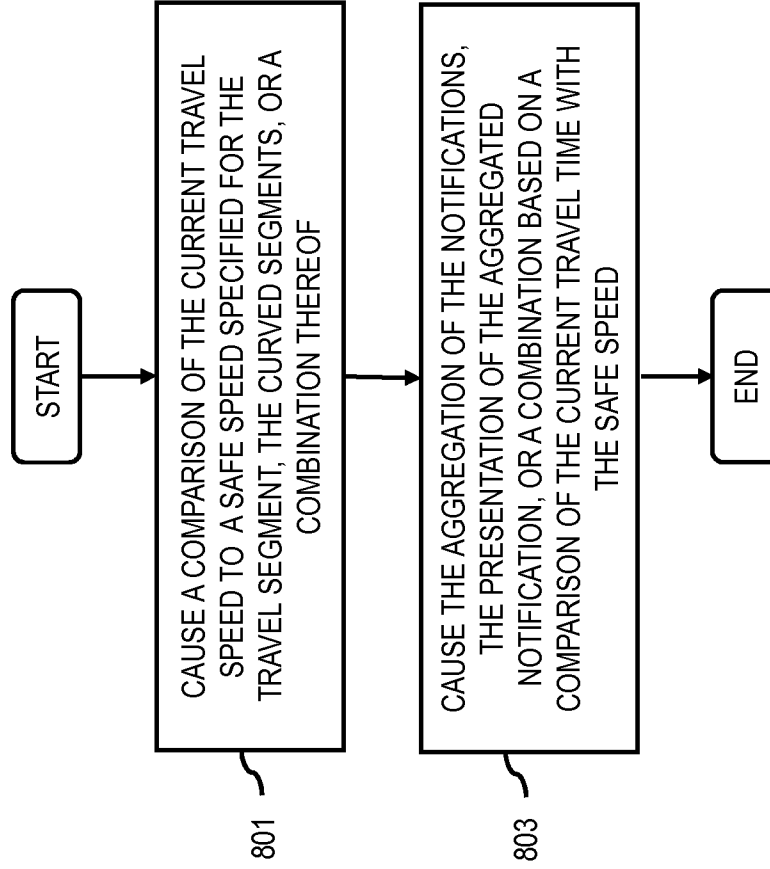 START
801
CAUSE A COMPARISON OF THE CURRENT TRAVEL
SPEED TO A SAFE SPEED SPECIFIED FOR THE
TRAVEL SEGMENT, THE CURVED SEGMENTS, OR A
COMBINATION THEREOF
803
CAUSE THE AGGREGATION OF THE NOTIFICATIONS,
THE PRESENTATION OF THE AGGREGATED
NOTIFICATION, OR A COMBINATION BASED ON A
COMPARISON OF THE CURRENT TRAVEL TIME WITH
THE SAFE SPEED
END